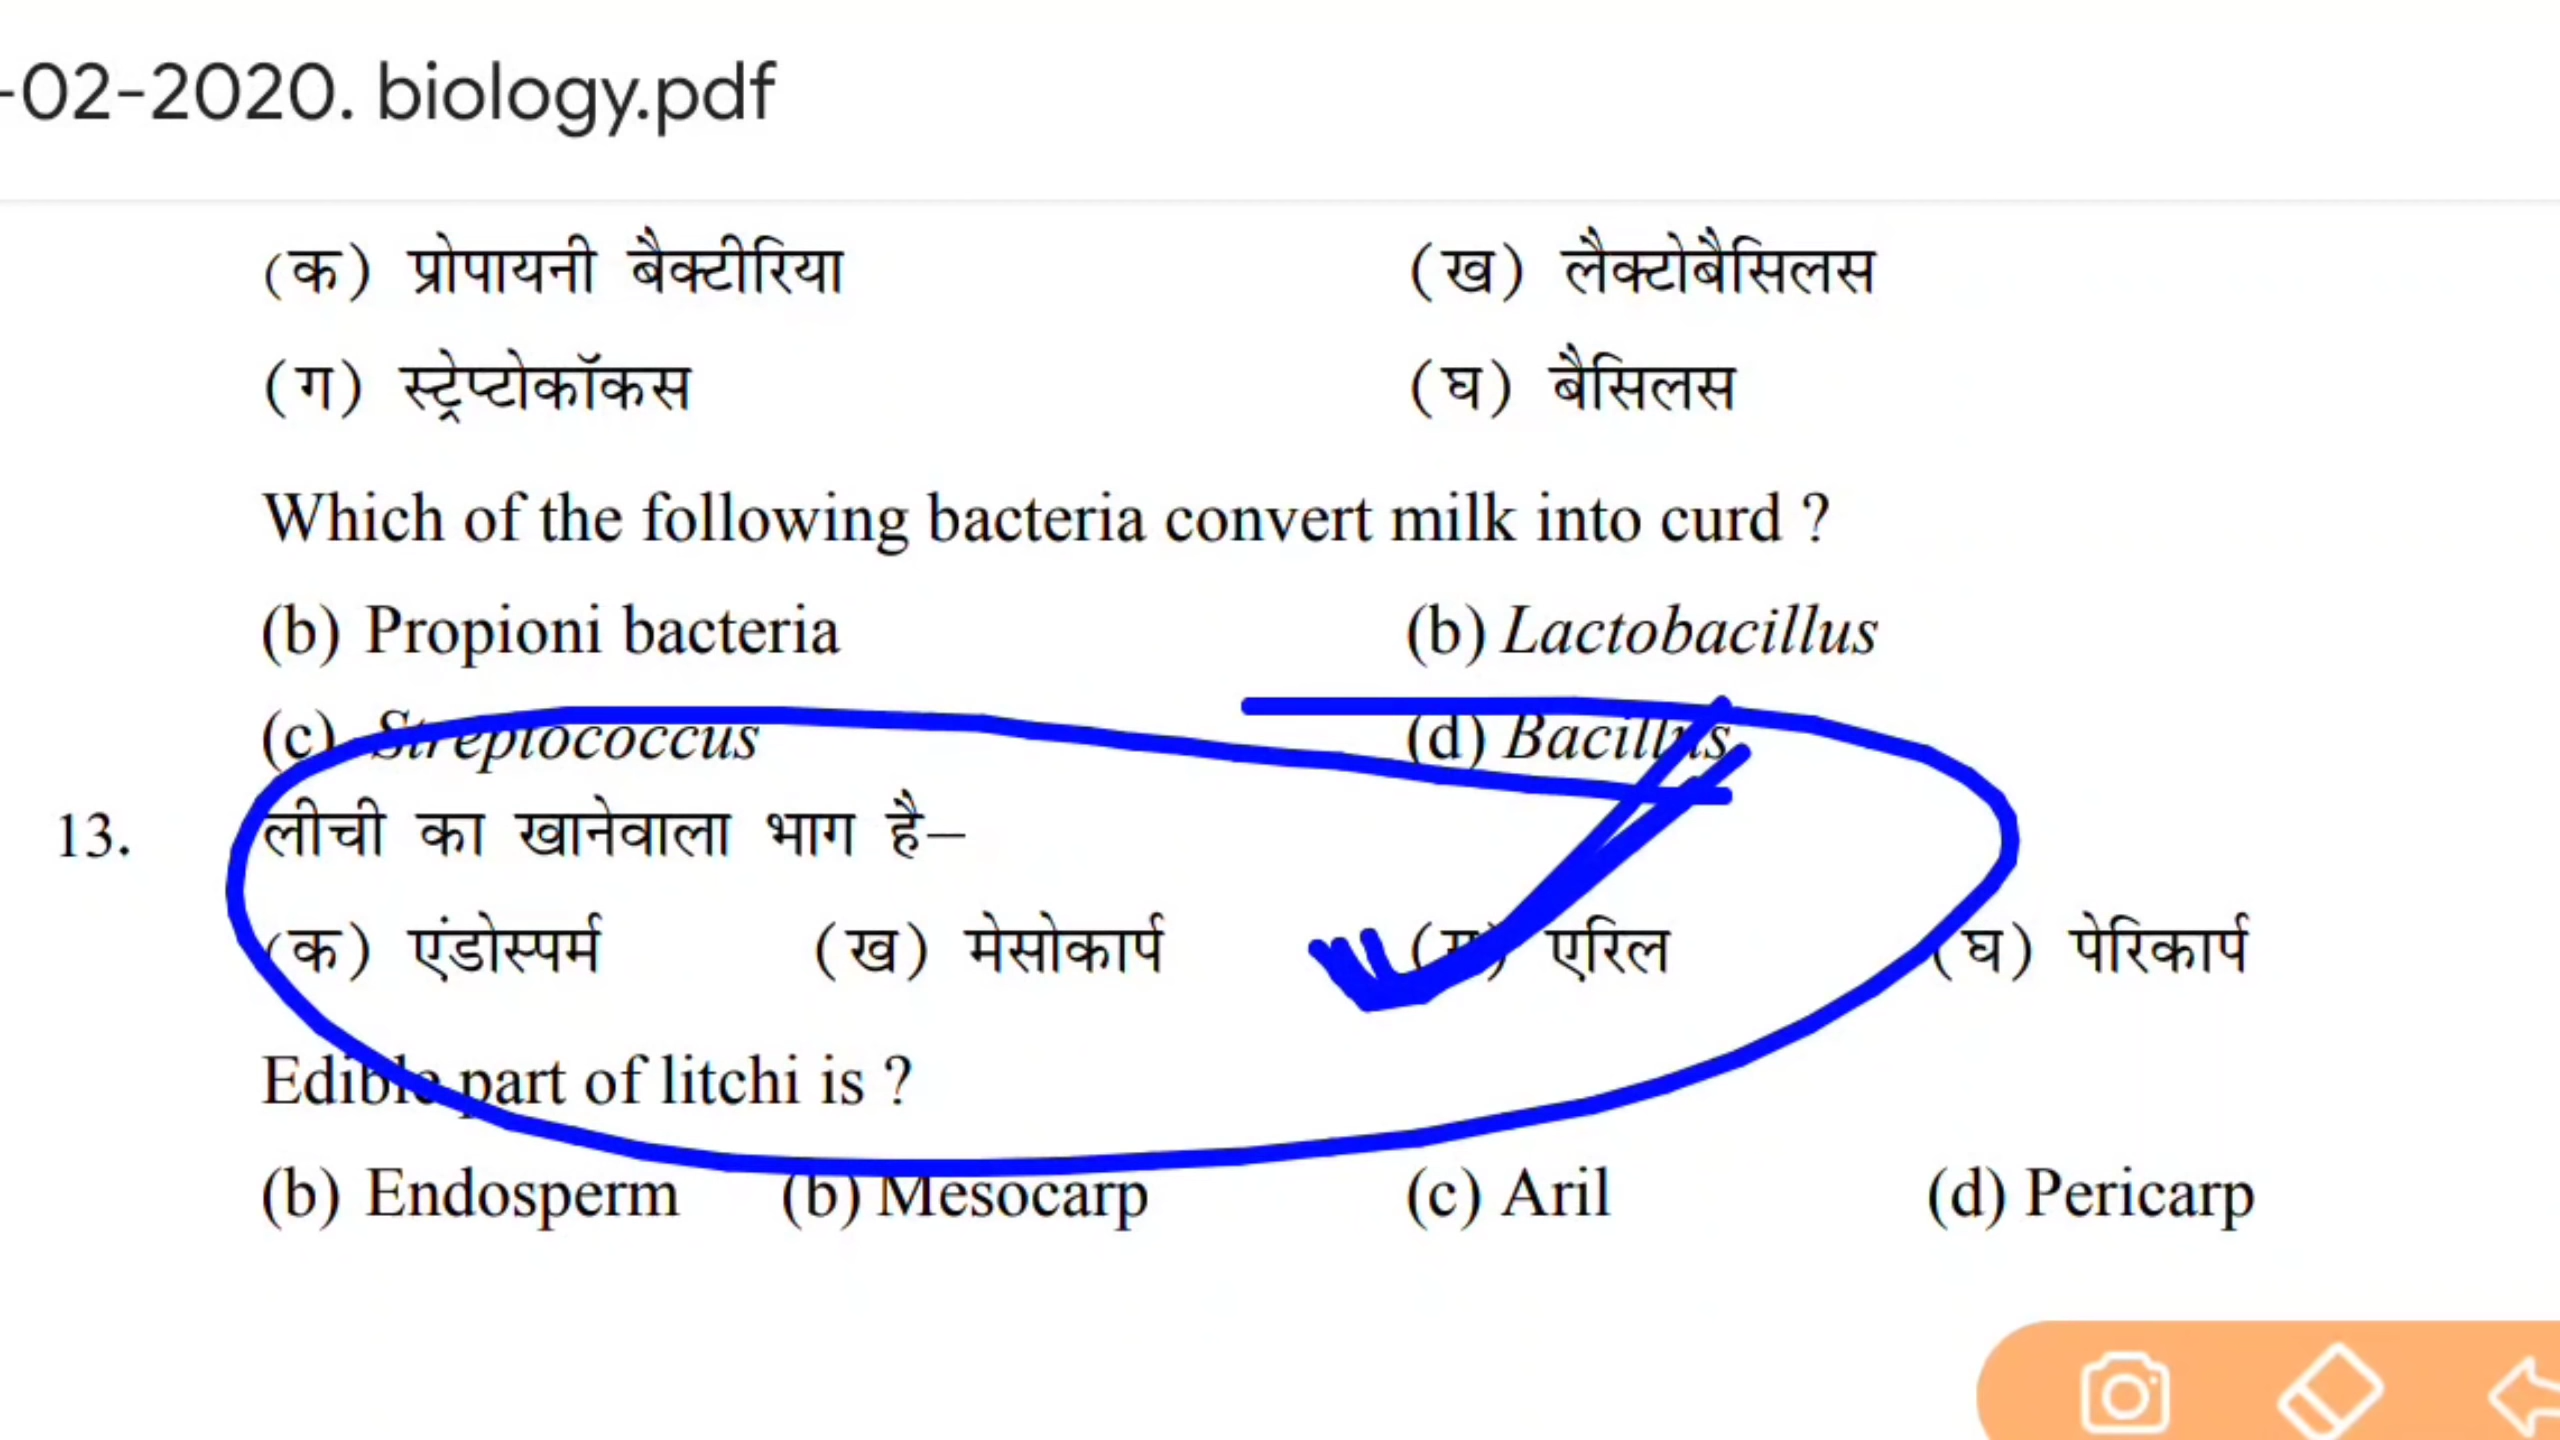 -02-2020. biology.pdf
(क) प्रोपायनी बैक्टीरिया (ख) लैक्टोबैसिलस
(ग) स्ट्रेप्टोकॉकस (घ) बैसिलस
Which of the following bacteria convert milk into curd ?
(b) Propioni bacteria (b) Lactobacillus
(c) Streptococcus (d) Bacillus
13. लीची का खानेवाला भाग है–
(क) एंडोस्पर्म (ख) मेसोकार्प (ग) एरिल (घ) पेरिकार्प
Edible part of litchi is ?
(b) Endosperm (b) Mesocarp (c) Aril (d) Pericarp